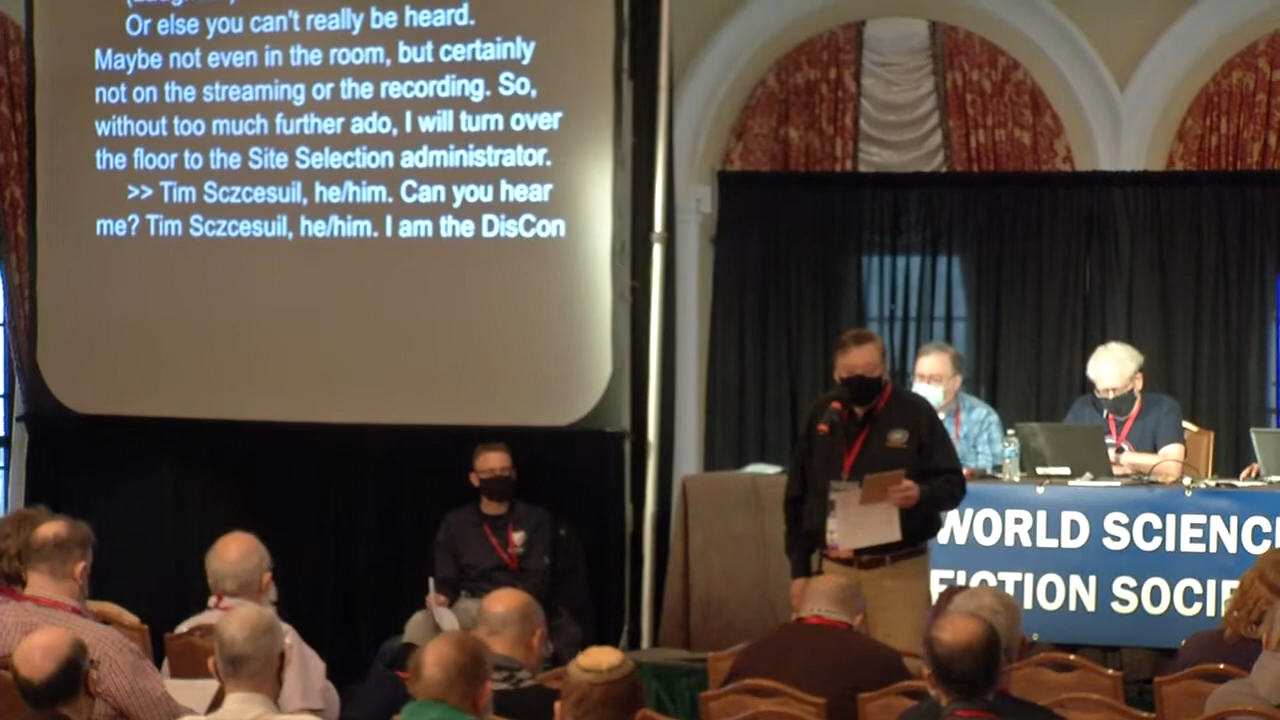 Or else you can't really be heard.
Maybe not even in the room, but certainly
not on the streaming or the recording. So,
without too much further ado, I will turn over
the floor to the Site Selection administrator.
>> Tim Sczcesuil, he/him. Can you hear
me? Tim Sczcesuil, he/him. I am the DisCon
WORLD SCIENC
FICTION SOCIE